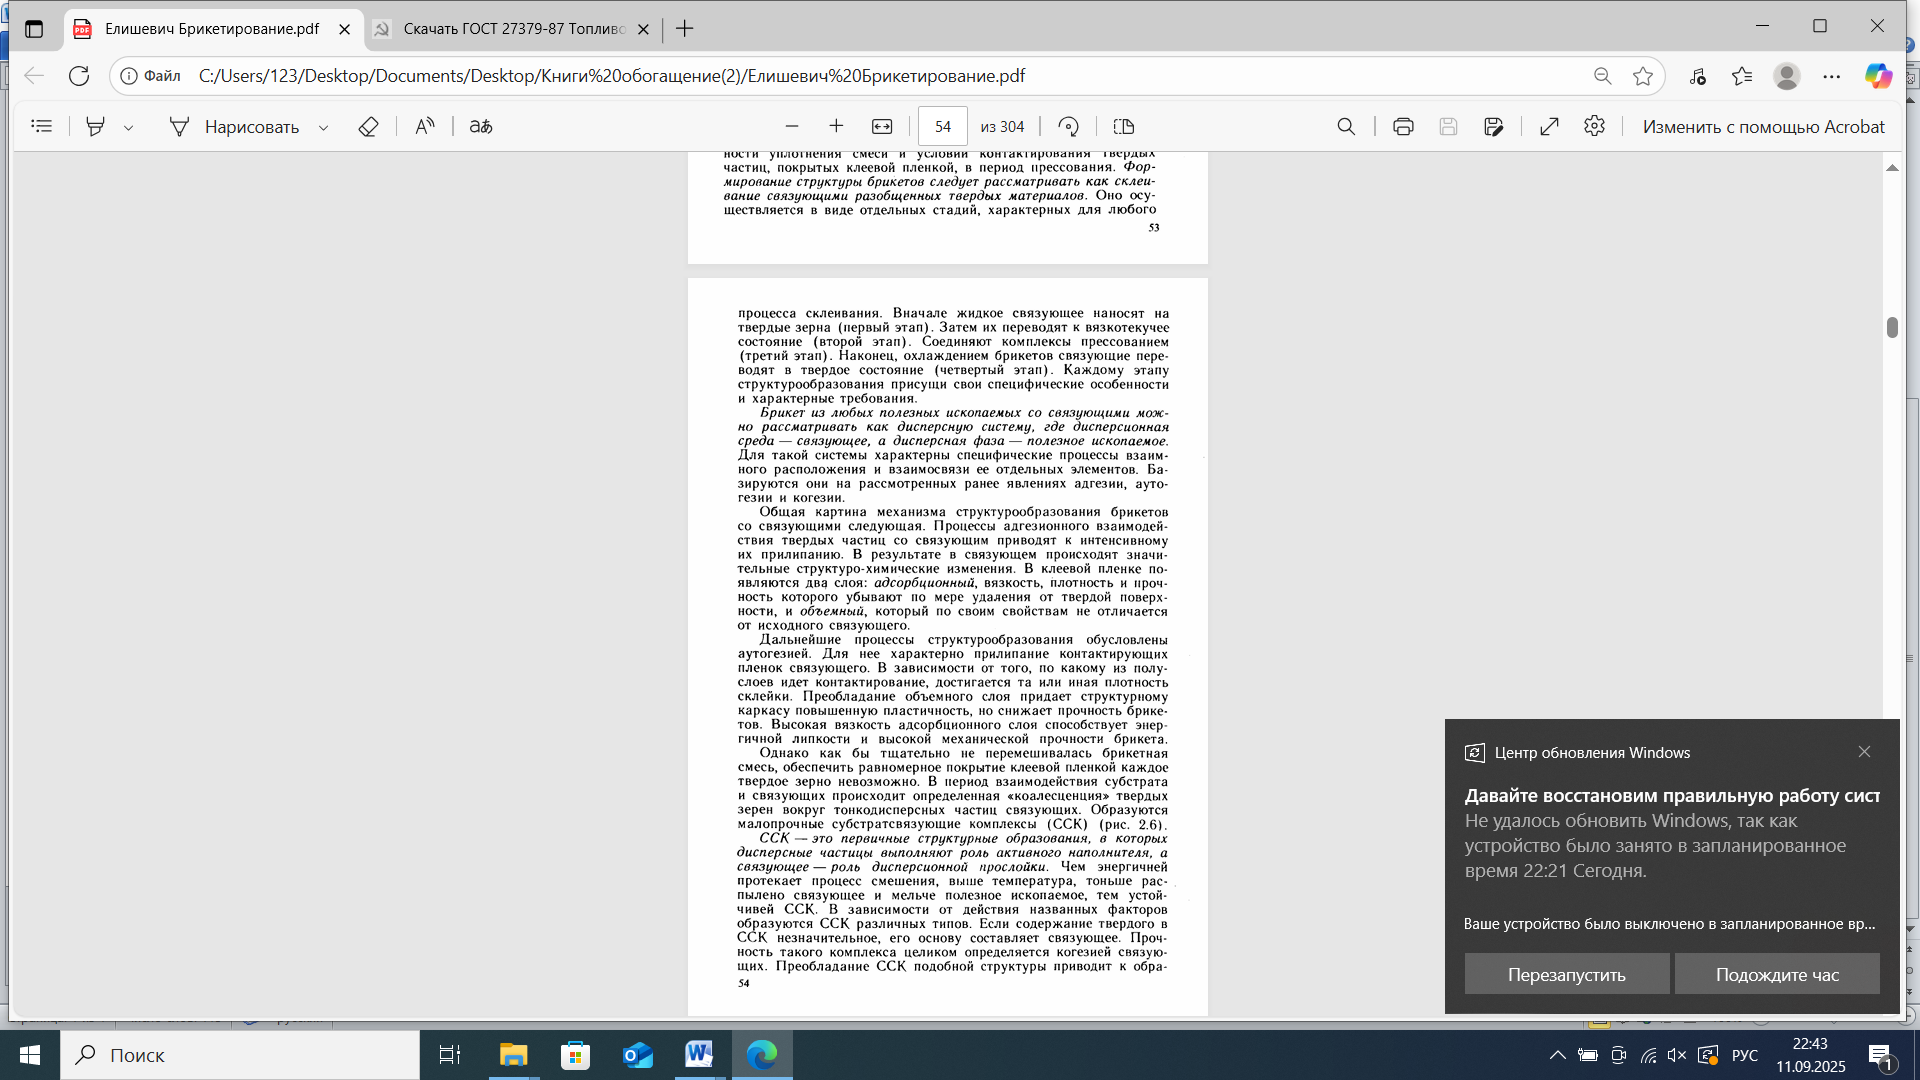 Елишевич Брикетирование.pdf
Скачать ГОСТ 27379-87 Топливо
Файл
C:/Users/123/Desktop/Documents/Desktop/Книги%20обогащение(2)/Елишевич%20Брикетирование.pdf
Нарисовать
54 из 304
Изменить с помощью Acrobat
ности уплотнения смеси и условий контактирования твердых
частиц, покрытых клеевой пленкой, в период прессования. Фор-
мирование структуры брикетов следует рассматривать как склеи-
вание связующими разобщенных твердых материалов. Оно осу-
ществляется в виде отдельных стадий, характерных для любого
53
процесса склеивания. Вначале жидкое связующее наносят на
твердые зерна (первый этап). Затем их переводят к вязкотекучее
состояние (второй этап). Соединяют комплексы прессованием
(третий этап). Наконец, охлаждением брикетов связующие пере-
водят в твердое состояние (четвертый этап). Каждому этапу
структурообразования присущи свои специфические особенности
и характерные требования.
Брикет из любых полезных ископаемых со связующими мож-
но рассматривать как дисперсную систему, где дисперсионная
среда — связующее, а дисперсная фаза — полезное ископаемое.
Для такой системы характерны специфические процессы взаим-
ного расположения и взаимосвязи ее отдельных элементов. Ба-
зируются они на рассмотренных ранее явлениях адгезии, ауто-
гезии и когезии.
Общая картина механизма структурообразования брикетов
со связующими следующая. Процессы адгезионного взаимодей-
ствия твердых частиц со связующим приводят к интенсивному
их прилипанию. В результате в связующем происходят значи-
тельные структуро-химические изменения. В клеевой пленке по-
являются два слоя: адсорбционный, вязкость, плотность и проч-
ность которого убывают по мере удаления от твердой поверх-
ности, и объемный, который по своим свойствам не отличается
от исходного связующего.
Дальнейшие процессы структурообразования обусловлены
аутогезией. Для нее характерно прилипание контактирующих
пленок связующего. В зависимости от того, по какому из полу-
слоев идет контактирование, достигается та или иная плотность
склейки. Преобладание объемного слоя придает структурному
каркасу повышенную пластичность, но снижает прочность брике-
тов. Высокая вязкость адсорбционного слоя способствует энер-
гичной липкости и высокой механической прочности брикета.
Однако как бы тщательно не перемешивалась брикетная
смесь, обеспечить равномерное покрытие клеевой пленкой каждое
твердое зерно невозможно. В период взаимодействия субстрата
и связующих происходит определенная «коалесценция» твердых
зерен вокруг тонкодисперсных частиц связующих. Образуются
малопрочные субстратсвязующие комплексы (ССК) (рис. 2.6).
ССК — это первичные структурные образования, в которых
дисперсные частицы выполняют роль активного наполнителя, а
связующее — роль дисперсионной прослойки. Чем энергичней
протекает процесс смешения, выше температура, тоньше рас-
пылено связующее и мельче полезное ископаемое, тем устой-
чивей ССК. В зависимости от действия названных факторов
образуются ССК различных типов. Если содержание твердого в
ССК незначительное, его основу составляет связующее. Проч-
ность такого комплекса целиком определяется когезией связую-
щих. Преобладание ССК подобной структуры приводит к обра-
54
Центр обновления Windows
Давайте восстановим правильную работу сист
Не удалось обновить Windows, так как
устройство было занято в запланированное
время 22:21 Сегодня.
Ваше устройство было выключено в запланированное вр...
Перезапустить
Подождите час
Поиск
РУС
22:43
11.09.2025
1